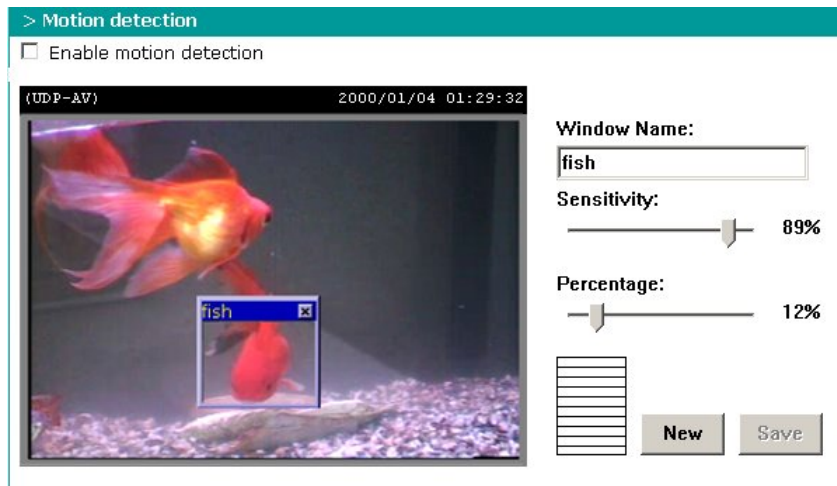 > Motion detection
Enable motion detection
(UDP-AV) 2000/01/04 01:29:32
Window Name:
fish
Sensitivity:
89%
Percentage:
12%
fish
New Save